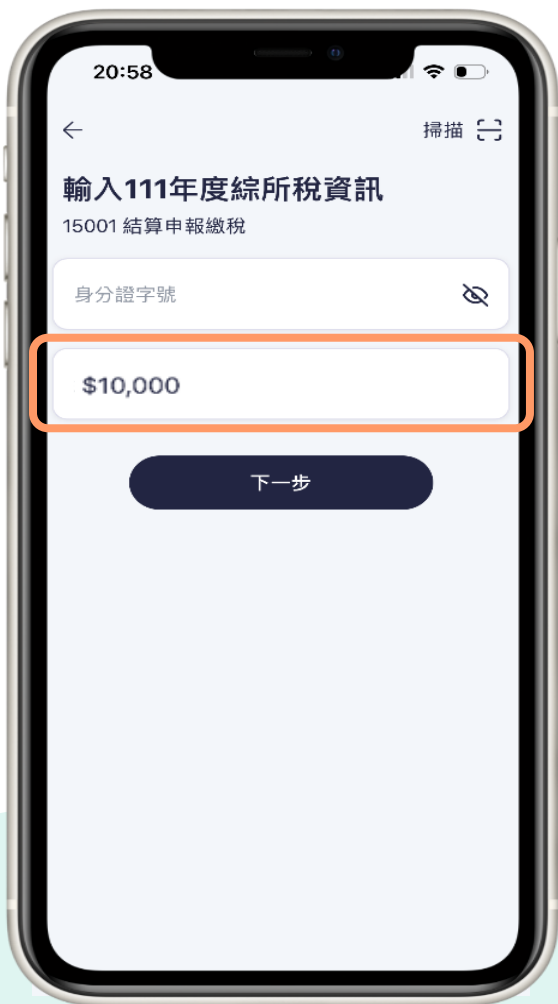 20:58
掃描
輸入111年度綜所稅資訊
15001 結算申報繳稅
身分證字號
$10,000
下一步